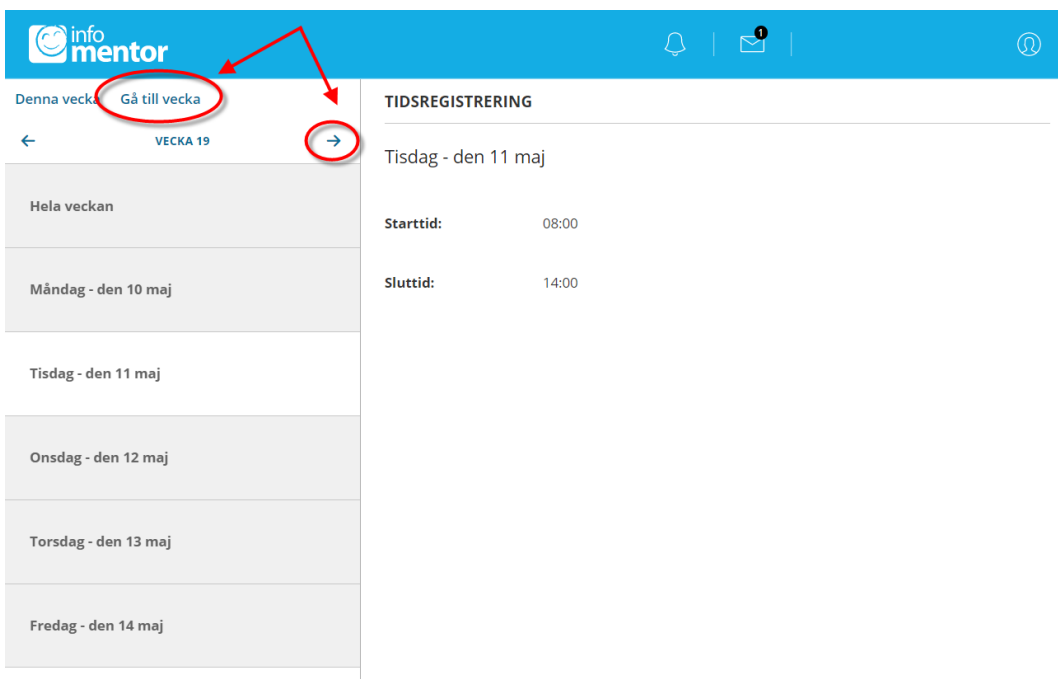 info
mentor
1
Denna vecka Gå till vecka
VECKA 19
Hela veckan
Måndag - den 10 maj
Tisdag - den 11 maj
Onsdag - den 12 maj
Torsdag - den 13 maj
Fredag - den 14 maj
TIDSREGISTRERING
Tisdag - den 11 maj
Starttid: 08:00
Sluttid: 14:00